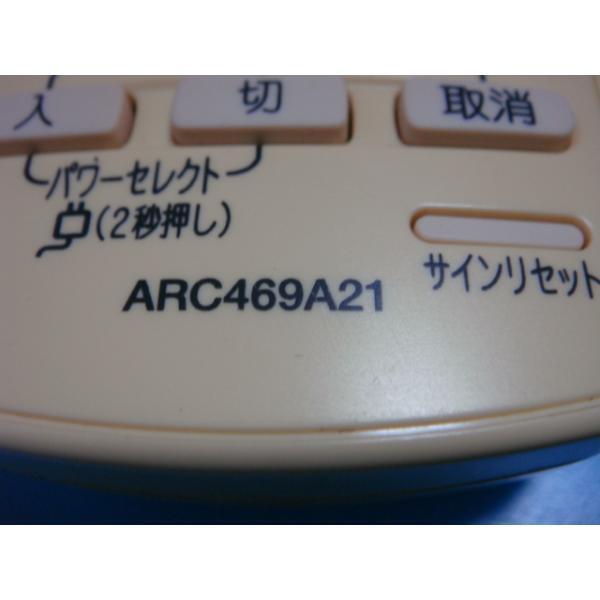 入 切 取消
パワーセレクト
(2秒押し)
サインリセット
ARC469A21